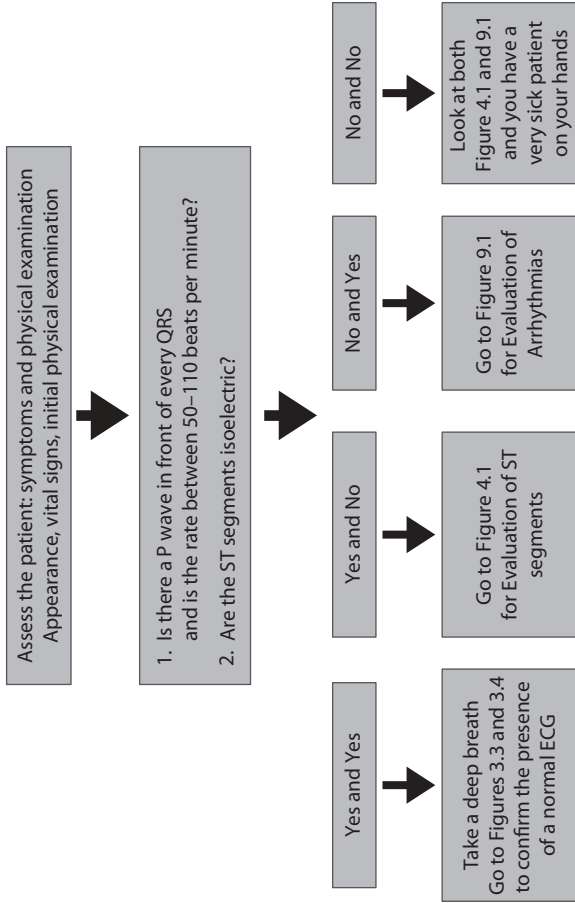 Assess the patient: symptoms and physical examination
Appearance, vital signs, initial physical examination
1. Is there a P wave in front of every QRS
and is the rate between 50–110 beats per minute?
2. Are the ST segments isoelectric?
Yes and Yes
Take a deep breath
Go to Figures 3.3 and 3.4
to confirm the presence
of a normal ECG
Yes and No
Go to Figure 4.1
for Evaluation of ST
segments
No and Yes
Go to Figure 9.1
for Evaluation of
Arrhythmias
No and No
Look at both
Figure 4.1 and 9.1
and you have a
very sick patient
on your hands